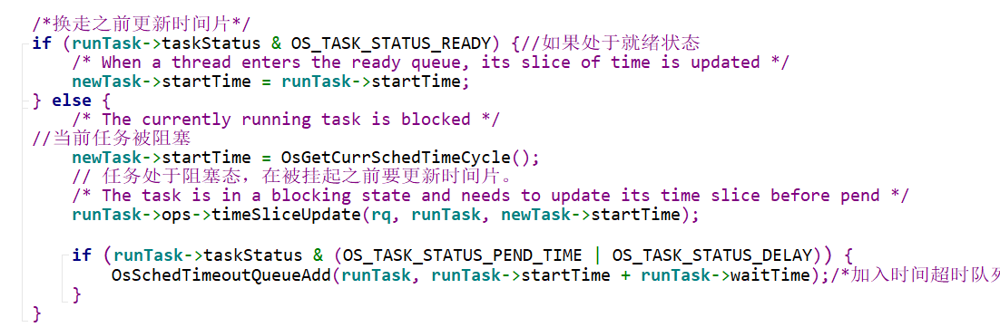 /*换走之前更新时间片*/
if (runTask->taskStatus & OS_TASK_STATUS_READY) {//如果处于就绪状态
/* When a thread enters the ready queue, its slice of time is updated */
newTask->startTime = runTask->startTime;
} else {
/* The currently running task is blocked */
//当前任务被阻塞
newTask->startTime = OsGetCurrSchedTimeCycle();
// 任务处于阻塞态，在被挂起之前要更新时间片。
/* The task is in a blocking state and needs to update its time slice before pend */
runTask->ops->timeSliceUpdate(rq, runTask, newTask->startTime);
if (runTask->taskStatus & (OS_TASK_STATUS_PEND_TIME | OS_TASK_STATUS_DELAY)) {
OsSchedTimeoutQueueAdd(runTask, runTask->startTime + runTask->waitTime);/*加入时间超时队
}
}